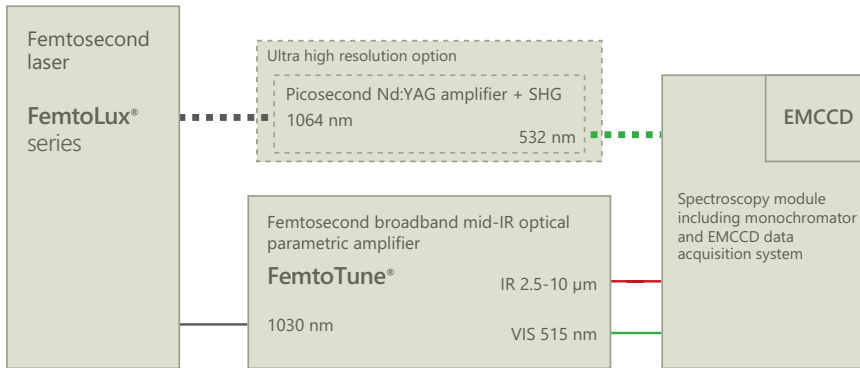 Femtosecond
laser
FemtoLux®
series
Ultra high resolution option
Picosecond Nd:YAG amplifier + SHG
1064 nm
532 nm
Femtosecond broadband mid-IR optical
parametric amplifier
FemtoTune®
IR 2.5-10 µm
1030 nm
VIS 515 nm
EMCCD
Spectroscopy module
including monochromator
and EMCCD data
acquisition system